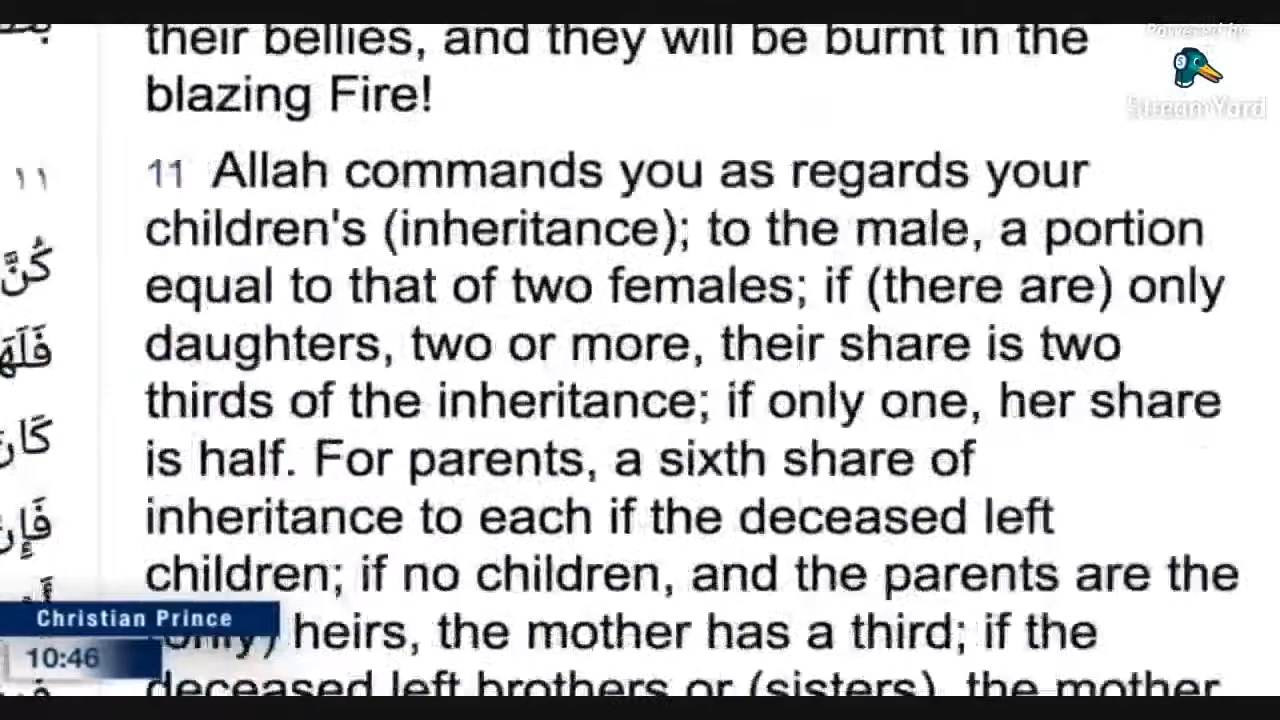 their bellies, and they will be burnt in the
blazing Fire!
Powered by
StreamYard
11 Allah commands you as regards your
children's (inheritance); to the male, a portion
equal to that of two females; if (there are) only
daughters, two or more, their share is two
thirds of the inheritance; if only one, her share
is half. For parents, a sixth share of
inheritance to each if the deceased left
children; if no children, and the parents are the
only) heirs, the mother has a third; if the
deceased left brothers or (sisters), the mother
١١
كُنَّ
Christian Prince
10:46